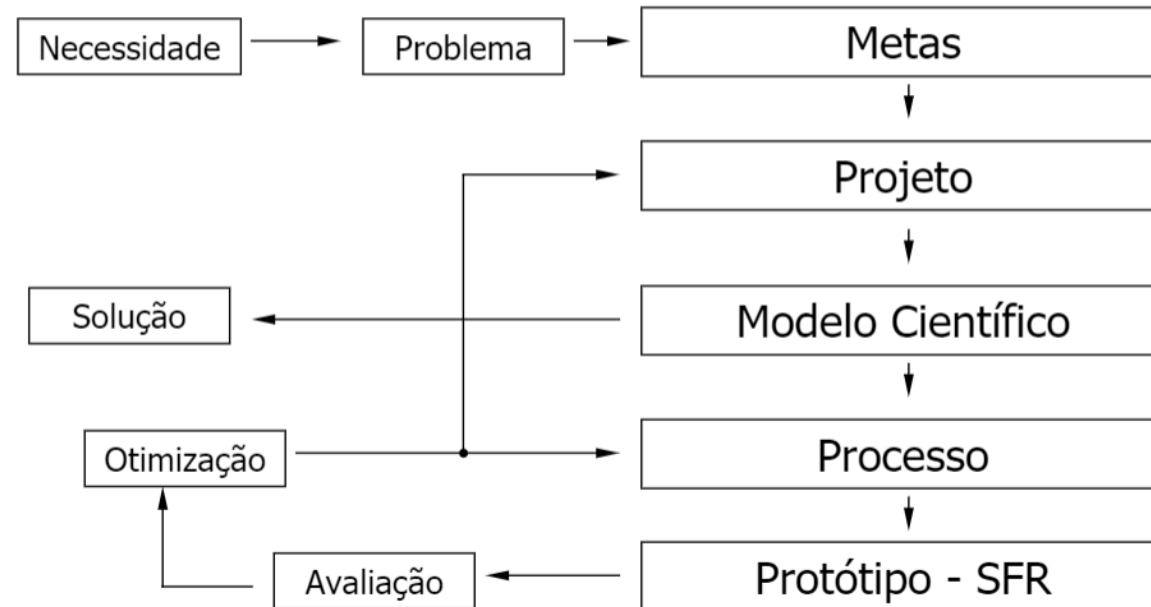 Necessidade
Problema
Metas
Projeto
Solução
Modelo Científico
Otimização
Processo
Avaliação
Protótipo - SFR